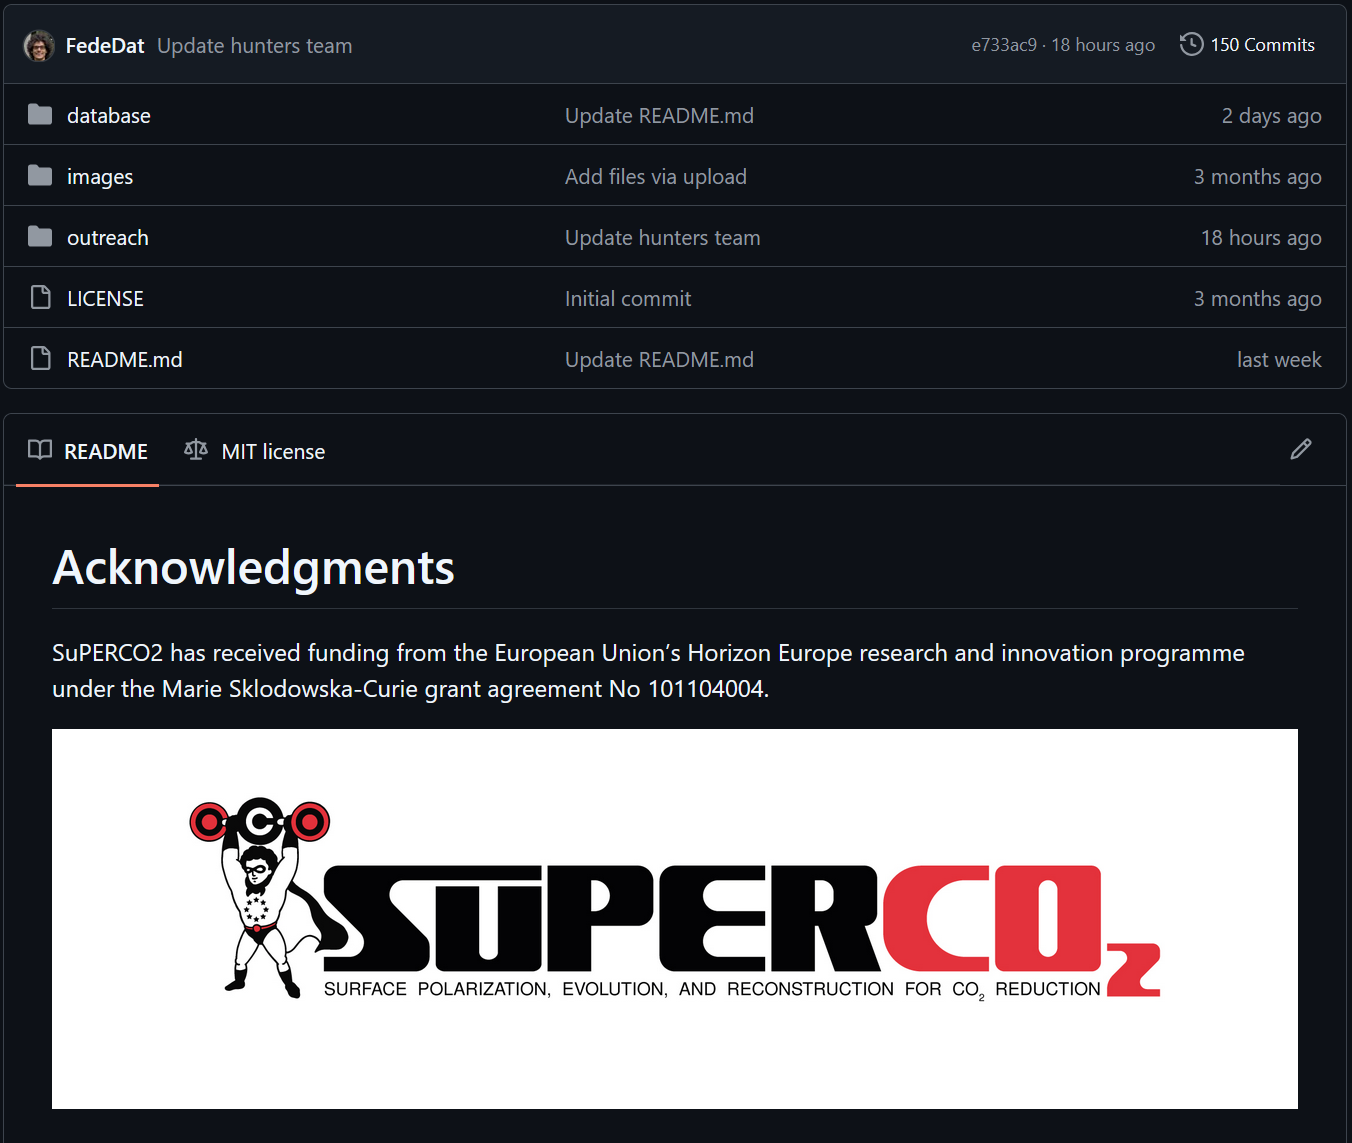 FedeDat Update hunters team e733ac9 · 18 hours ago 150 Commits
database Update README.md 2 days ago
images Add files via upload 3 months ago
outreach Update hunters team 18 hours ago
LICENSE Initial commit 3 months ago
README.md Update README.md last week
README MIT license
Acknowledgments
SuPERCO2 has received funding from the European Union’s Horizon Europe research and innovation programme
under the Marie Sklodowska-Curie grant agreement No 101104004.
C
SuPERCO₂
SURFACE POLARIZATION, EVOLUTION, AND RECONSTRUCTION FOR CO₂ REDUCTION